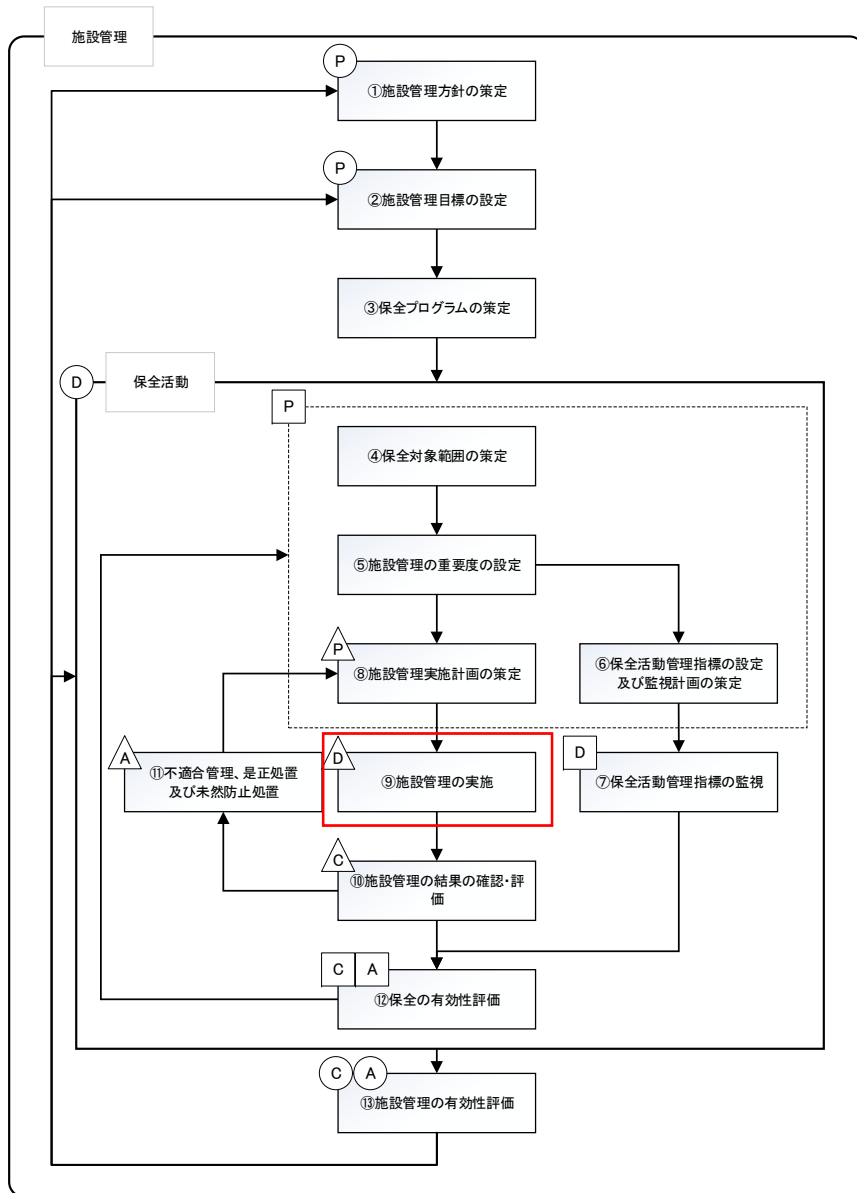 施設管理
P
①施設管理方針の策定
P
②施設管理目標の設定
③保全プログラムの策定
D
保全活動
P
④保全対象範囲の策定
⑤施設管理の重要度の設定
P
⑧施設管理実施計画の策定
⑥保全活動管理指標の設定
及び監視計画の策定
A
⑪不適合管理、是正処置
及び未然防止処置
D
⑨施設管理の実施
D
⑦保全活動管理指標の監視
C
⑩施設管理の結果の確認・評
価
C A
⑫保全の有効性評価
C A
⑬施設管理の有効性評価